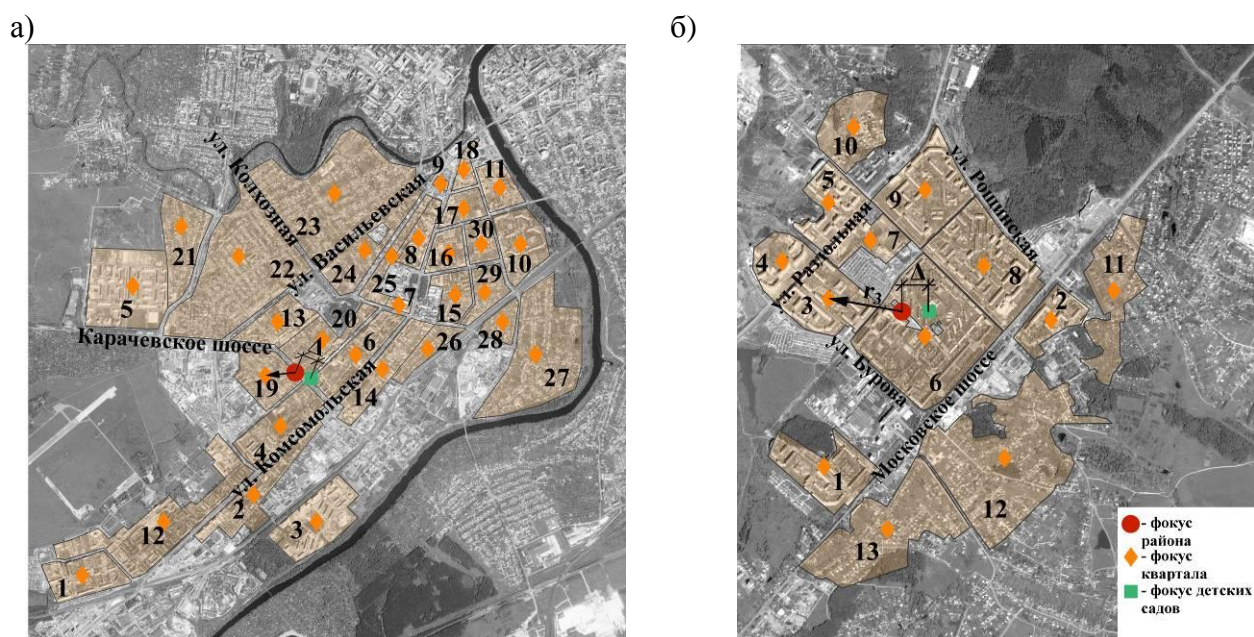 а)
б)
ул. Колхозная
ул. Васильевская
Карачевское шоссе
ул. Комсомольская
9
18
11
17
23
30
8
16
10
21
22
24
25
29
5
7
15
13
20
28
6
26
27
1
19
14
4
2
3
12
1
10
ул. Рощинская
5
9
ул. Раздольная
7
4
8
11
Δ
3
r₃
2
ул. Бурова
6
Московское шоссе
1
12
13
- фокус
района
- фокус
квартала
- фокус детских
садов